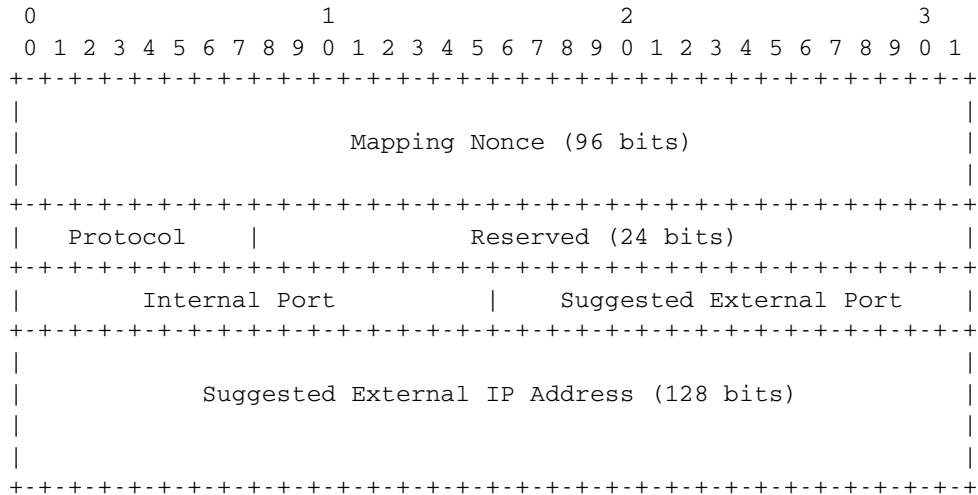 0                   1                   2                   3
 0 1 2 3 4 5 6 7 8 9 0 1 2 3 4 5 6 7 8 9 0 1 2 3 4 5 6 7 8 9 0 1
+-+-+-+-+-+-+-+-+-+-+-+-+-+-+-+-+-+-+-+-+-+-+-+-+-+-+-+-+-+-+-+-+
|                                                               |
|                 Mapping Nonce (96 bits)                       |
|                                                               |
+-+-+-+-+-+-+-+-+-+-+-+-+-+-+-+-+-+-+-+-+-+-+-+-+-+-+-+-+-+-+-+-+
|   Protocol    |          Reserved (24 bits)                   |
+-+-+-+-+-+-+-+-+-+-+-+-+-+-+-+-+-+-+-+-+-+-+-+-+-+-+-+-+-+-+-+-+
|        Internal Port          |    Suggested External Port    |
+-+-+-+-+-+-+-+-+-+-+-+-+-+-+-+-+-+-+-+-+-+-+-+-+-+-+-+-+-+-+-+-+
|                                                               |
|           Suggested External IP Address (128 bits)            |
|                                                               |
|                                                               |
+-+-+-+-+-+-+-+-+-+-+-+-+-+-+-+-+-+-+-+-+-+-+-+-+-+-+-+-+-+-+-+-+